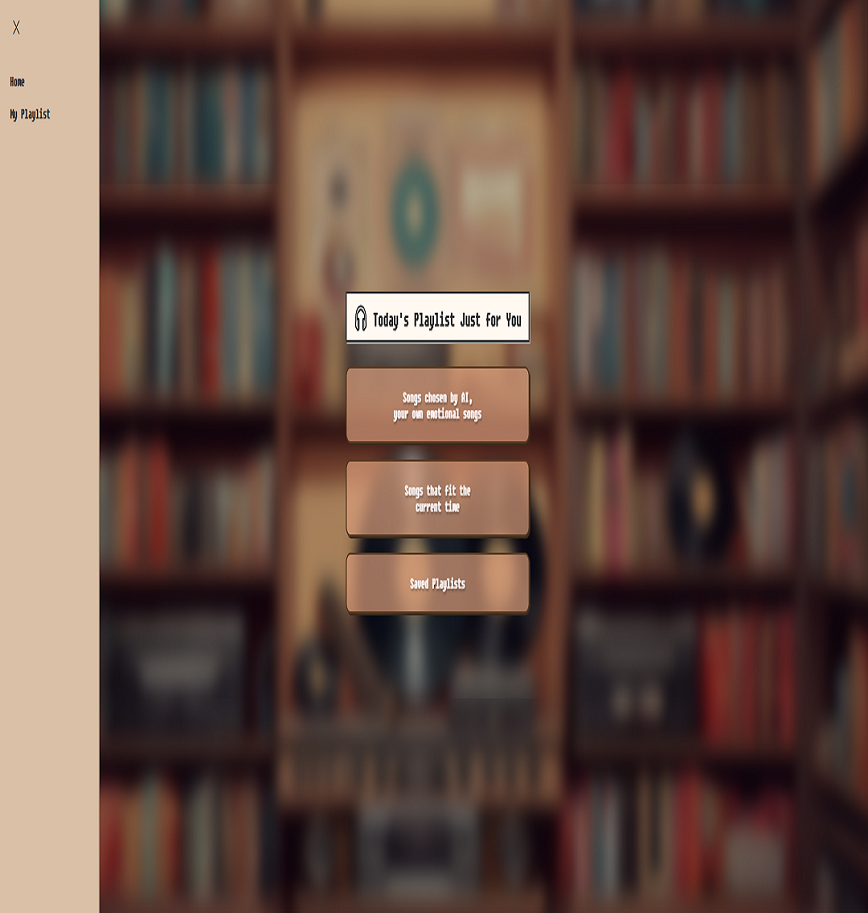 X
Home
My Playlist
Today's Playlist Just for You
Songs chosen by AI,
your own emotional songs
Songs that fit the
current time
Saved Playlists